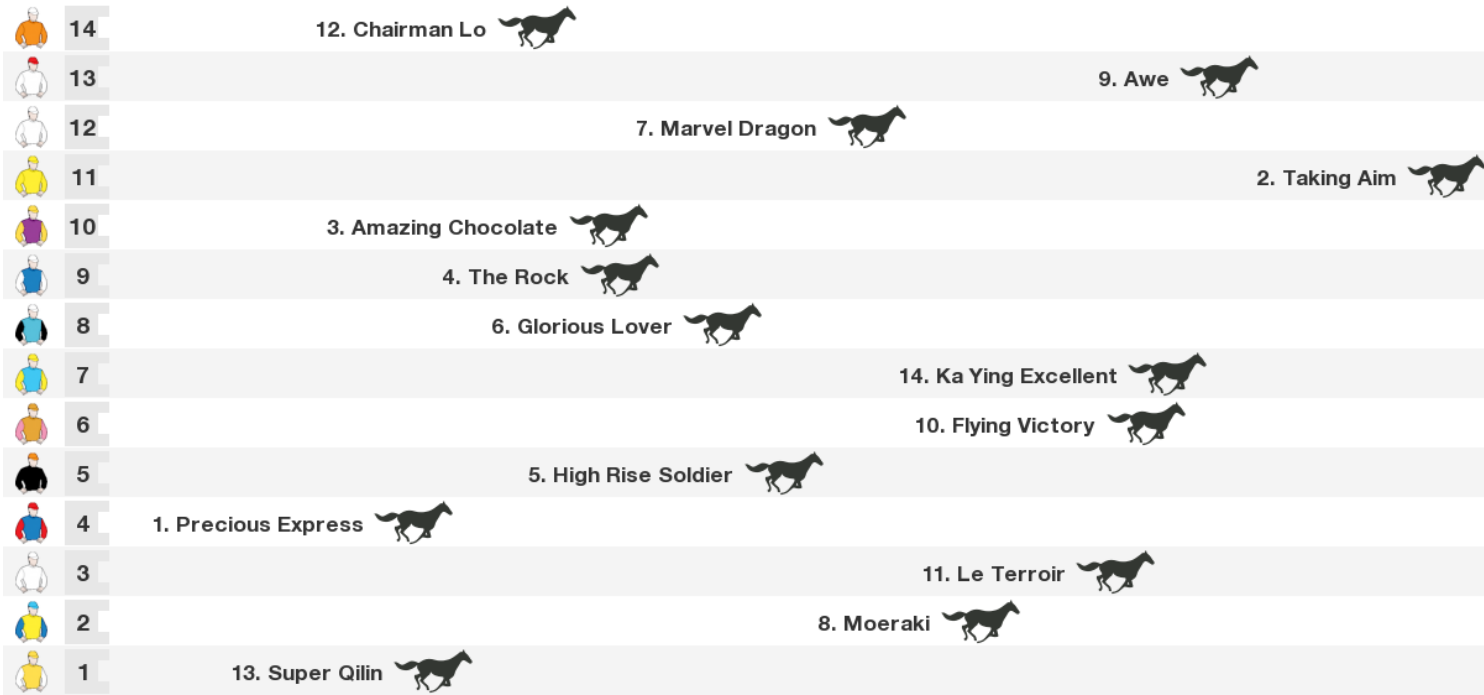 14 12. Chairman Lo
13 9. Awe
12 7. Marvel Dragon
11 2. Taking Aim
10 3. Amazing Chocolate
9 4. The Rock
8 6. Glorious Lover
7 14. Ka Ying Excellent
6 10. Flying Victory
5 5. High Rise Soldier
4 1. Precious Express
3 11. Le Terroir
2 8. Moeraki
1 13. Super Qilin